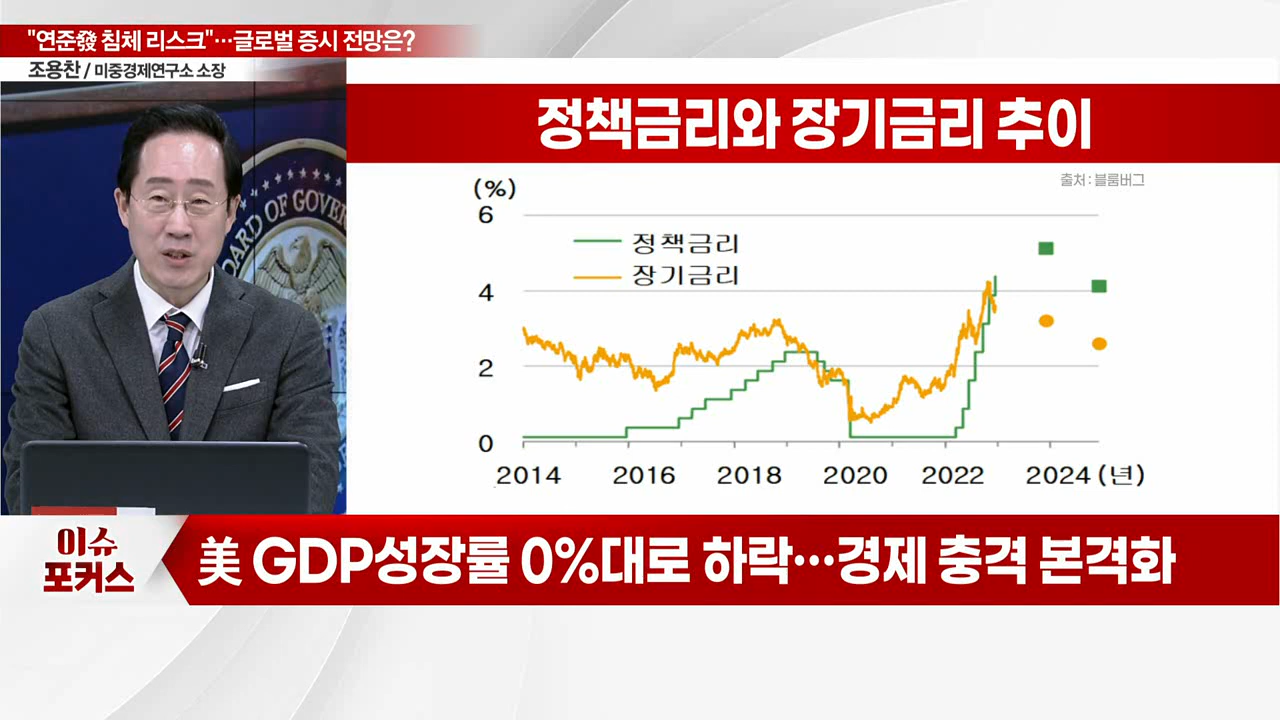 "연준發 침체 리스크"…글로벌 증시 전망은?
조용찬 / 미중경제연구소 소장
정책금리와 장기금리 추이
출처 : 블룸버그
(%)
6
정책금리
장기금리
4
2
0
2014 2016 2018 2020 2022 2024 (년)
OARD OF GOVER
이슈
포커스
美 GDP성장률 0%대로 하락…경제 충격 본격화